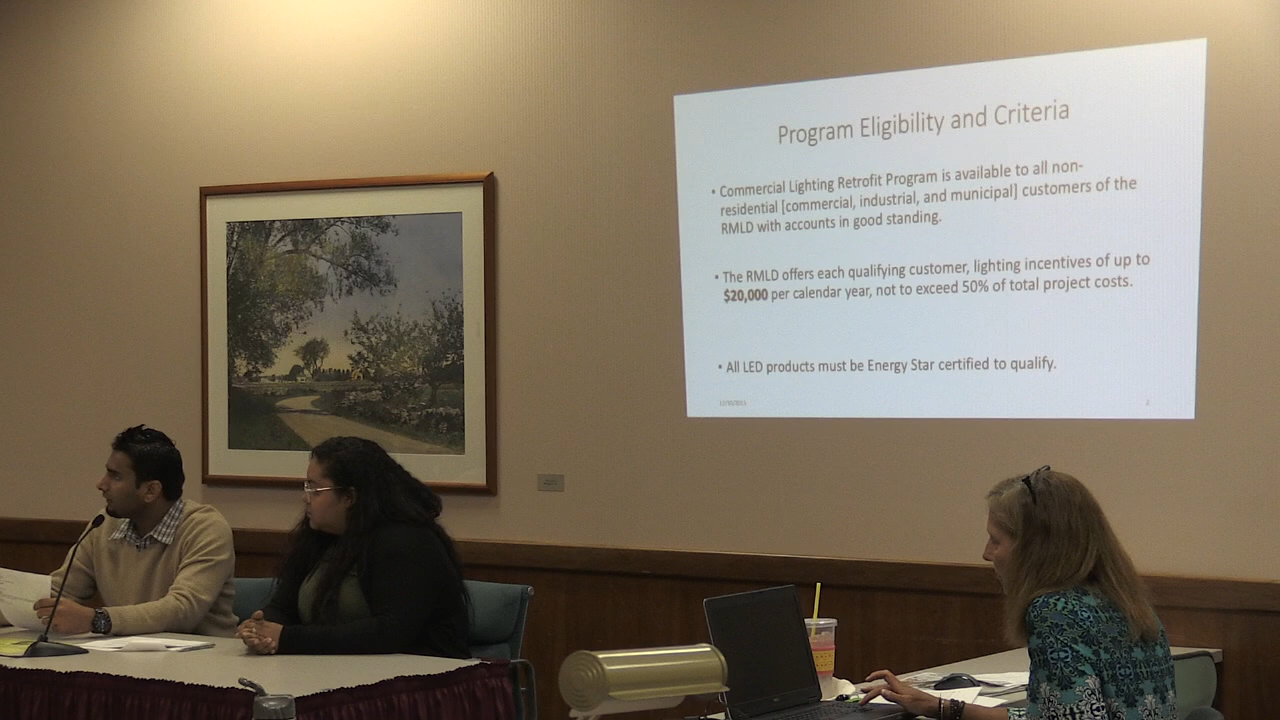 Program Eligibility and Criteria
• Commercial Lighting Retrofit Program is available to all non-
residential [commercial, industrial, and municipal] customers of the
RMLD with accounts in good standing.
• The RMLD offers each qualifying customer, lighting incentives of up to
$20,000 per calendar year, not to exceed 50% of total project costs.
• All LED products must be Energy Star certified to qualify.